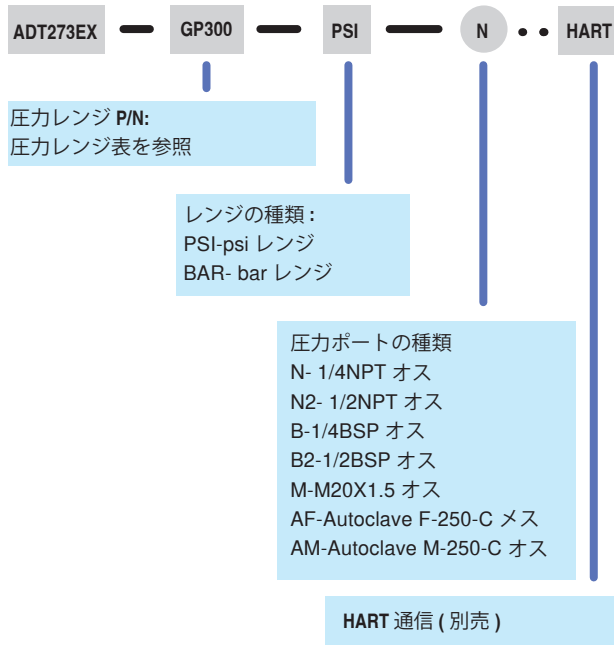 ADT273EX GP300 PSI N HART
圧力レンジ P/N:
圧力レンジ表を参照
レンジの種類 :
PSI-psi レンジ
BAR- bar レンジ
圧力ポートの種類
N- 1/4NPT オス
N2- 1/2NPT オス
B-1/4BSP オス
B2-1/2BSP オス
M-M20X1.5 オス
AF-Autoclave F-250-C メス
AM-Autoclave M-250-C オス
HART 通信 ( 別売 )